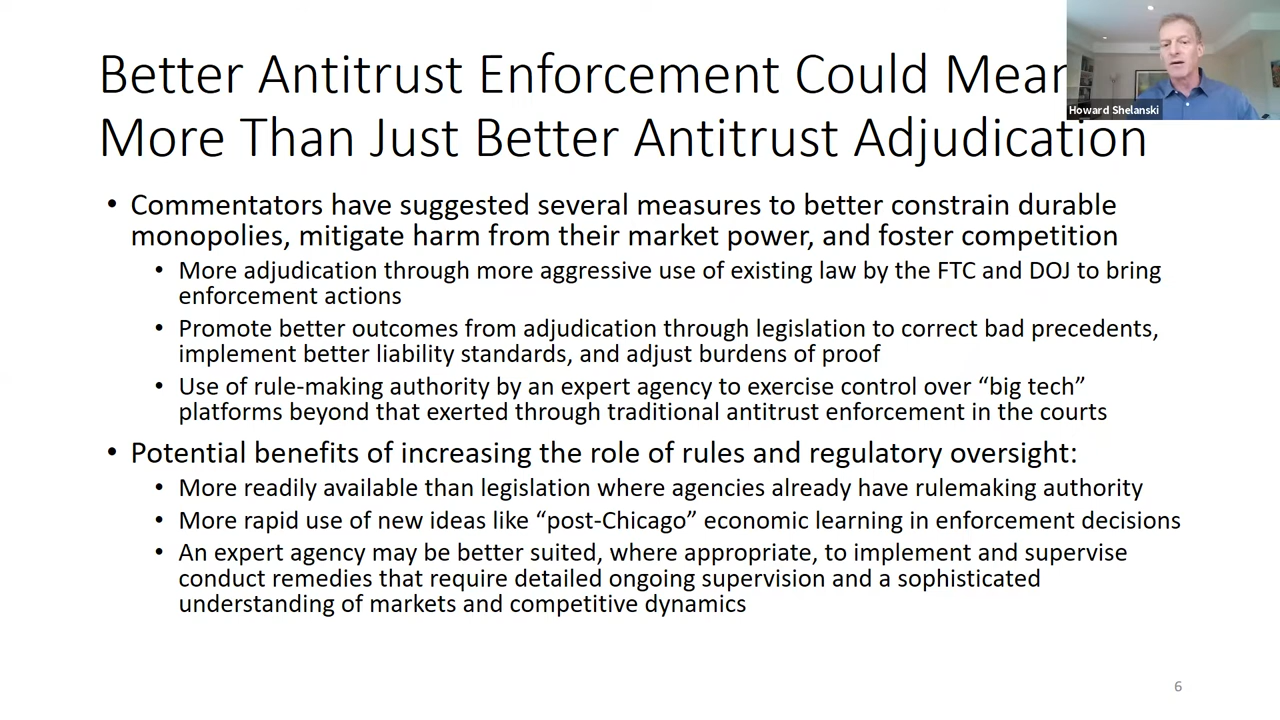 Better Antitrust Enforcement Could Mean
More Than Just Better Antitrust Adjudication
Howard Shelanski
• Commentators have suggested several measures to better constrain durable
monopolies, mitigate harm from their market power, and foster competition
• More adjudication through more aggressive use of existing law by the FTC and DOJ to bring
enforcement actions
• Promote better outcomes from adjudication through legislation to correct bad precedents,
implement better liability standards, and adjust burdens of proof
• Use of rule-making authority by an expert agency to exercise control over “big tech”
platforms beyond that exerted through traditional antitrust enforcement in the courts
• Potential benefits of increasing the role of rules and regulatory oversight:
• More readily available than legislation where agencies already have rulemaking authority
• More rapid use of new ideas like “post-Chicago” economic learning in enforcement decisions
• An expert agency may be better suited, where appropriate, to implement and supervise
conduct remedies that require detailed ongoing supervision and a sophisticated
understanding of markets and competitive dynamics
6